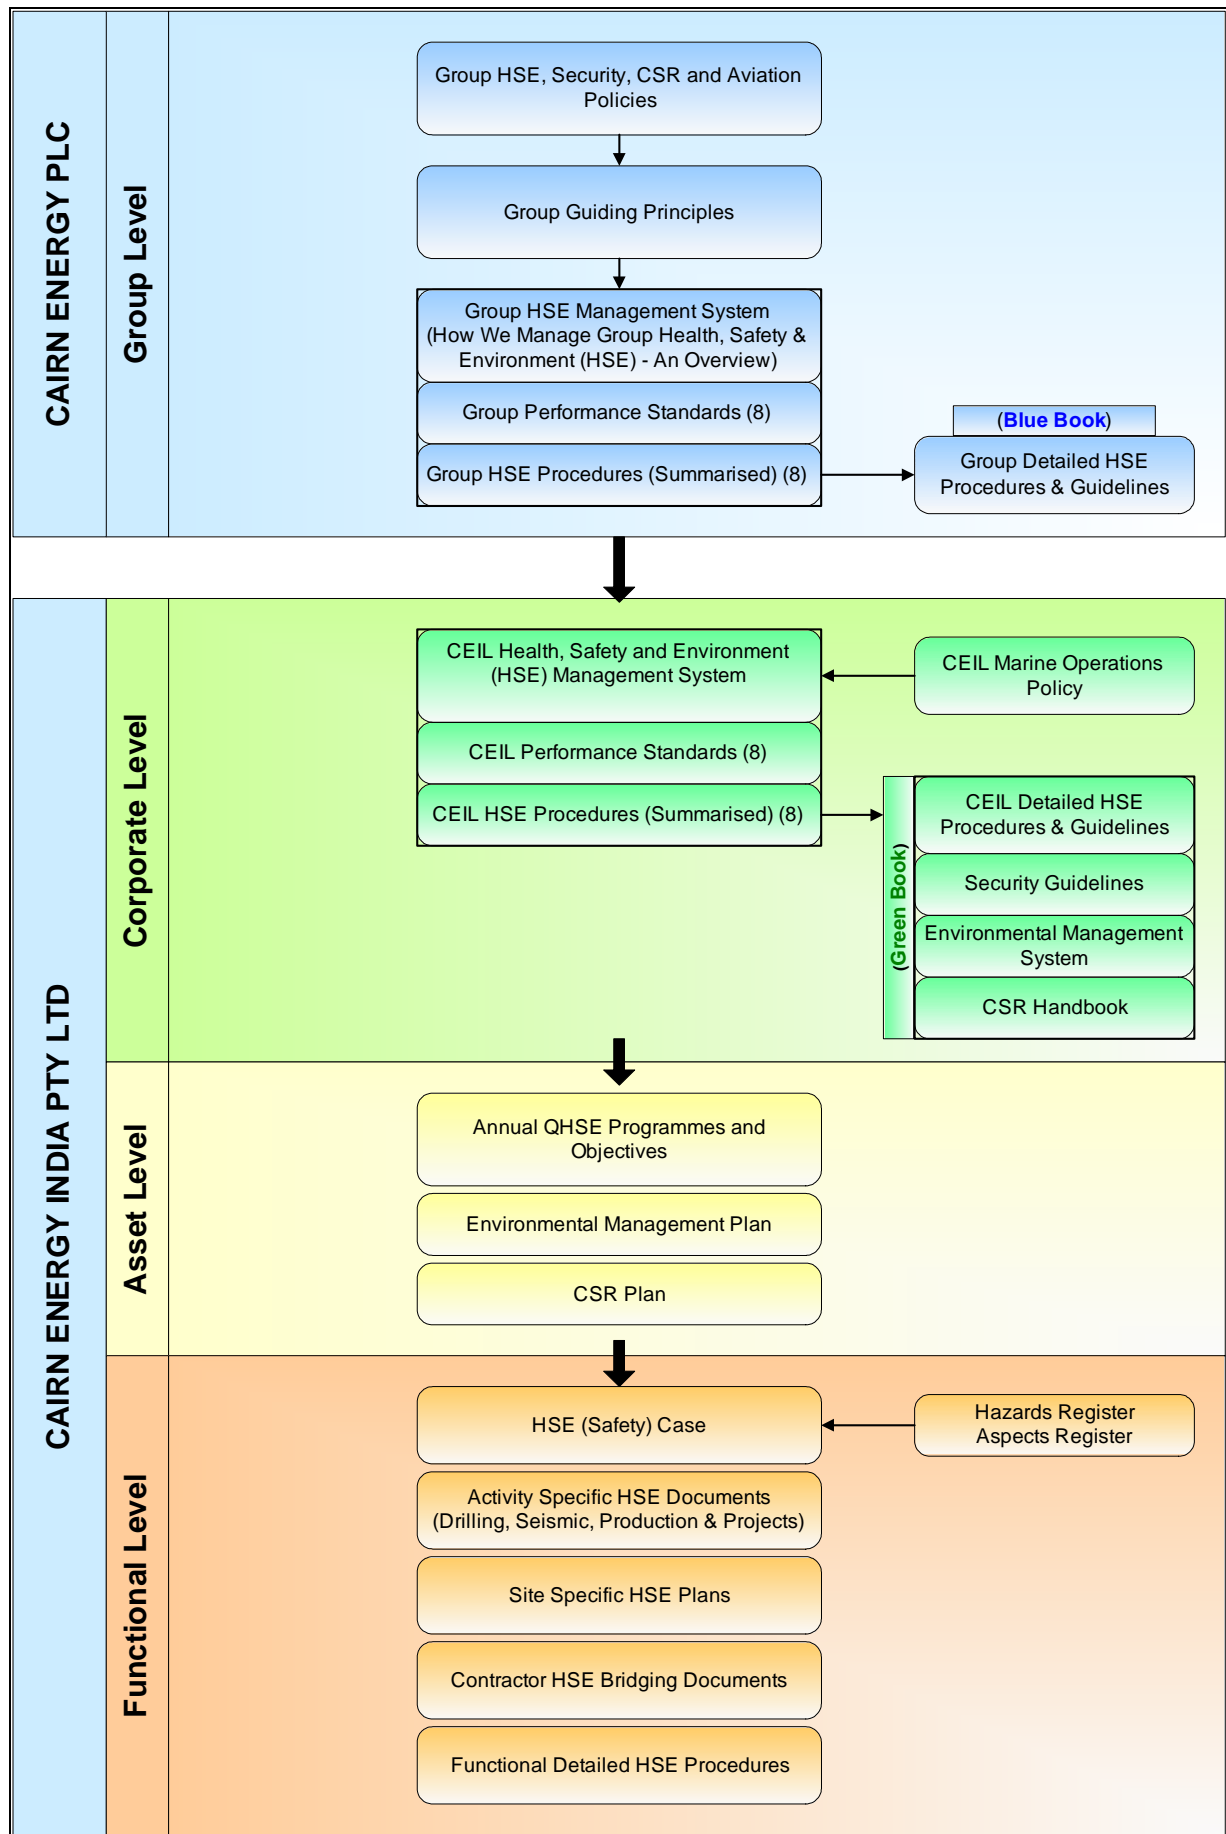 CAIRN ENERGY PLC
Group Level
Group HSE, Security, CSR and Aviation
Policies
Group Guiding Principles
Group HSE Management System
(How We Manage Group Health, Safety &
Environment (HSE) - An Overview)
Group Performance Standards (8)
Group HSE Procedures (Summarised) (8)
(Blue Book)
Group Detailed HSE
Procedures & Guidelines
CAIRN ENERGY INDIA PTY LTD
Corporate Level
CEIL Health, Safety and Environment
(HSE) Management System
CEIL Performance Standards (8)
CEIL HSE Procedures (Summarised) (8)
CEIL Marine Operations
Policy
(Green Book)
CEIL Detailed HSE
Procedures & Guidelines
Security Guidelines
Environmental Management
System
CSR Handbook
Asset Level
Annual QHSE Programmes and
Objectives
Environmental Management Plan
CSR Plan
Functional Level
HSE (Safety) Case
Hazards Register
Aspects Register
Activity Specific HSE Documents
(Drilling, Seismic, Production & Projects)
Site Specific HSE Plans
Contractor HSE Bridging Documents
Functional Detailed HSE Procedures